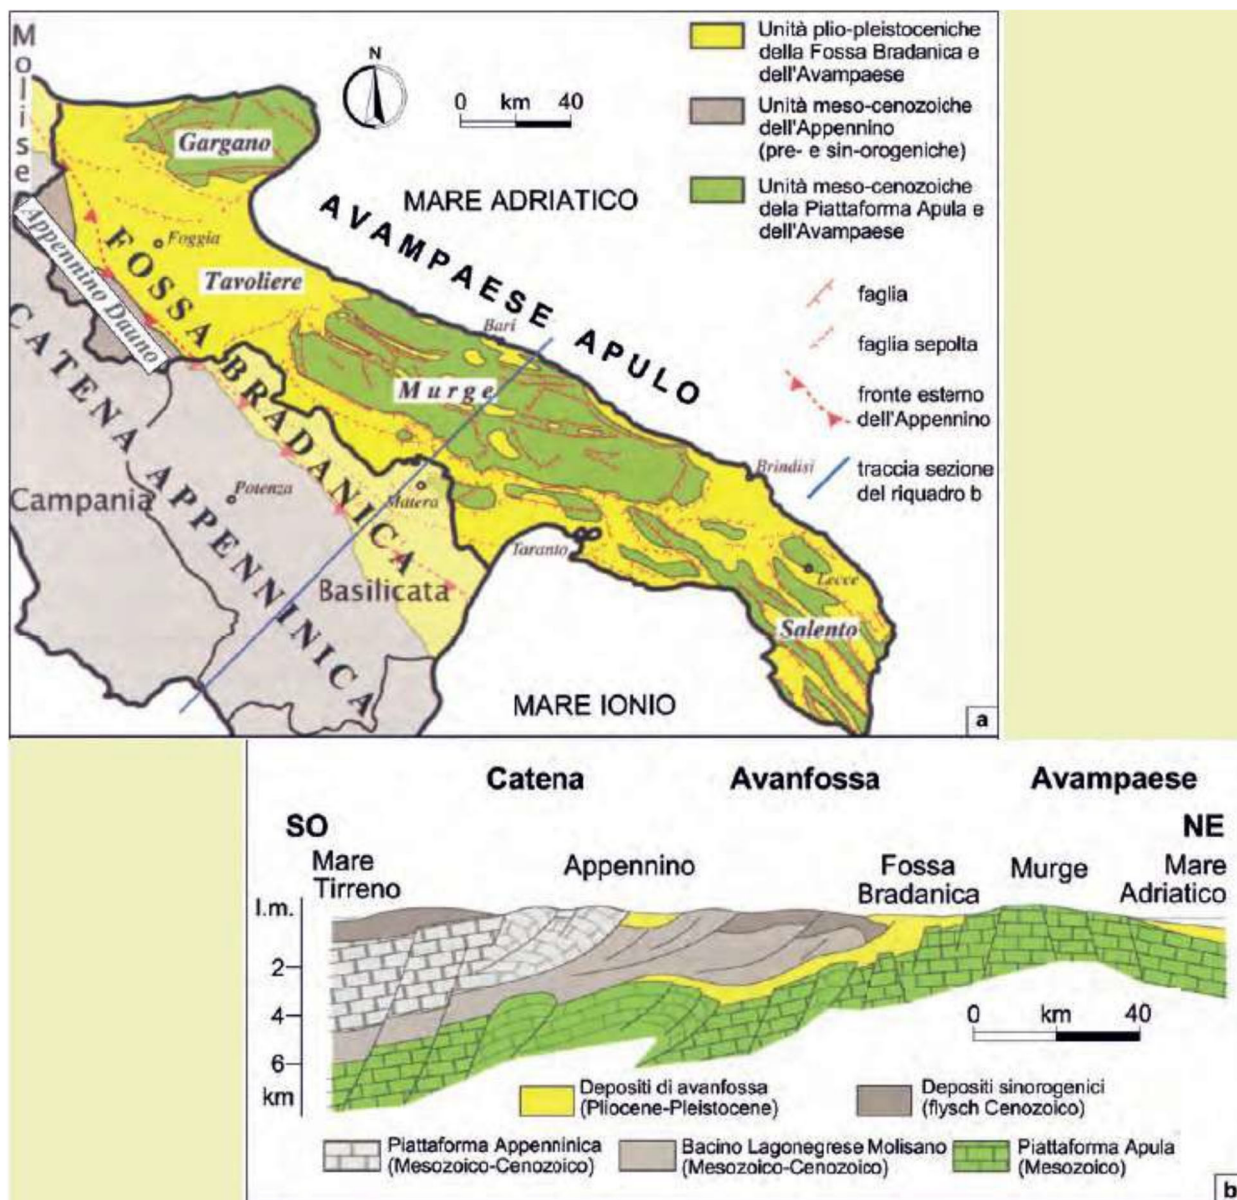 Molise
Unità plio-pleistoceniche
della Fossa Bradanica e
dell'Avampaese
N
0 km 40
Unità meso-cenozoiche
dell'Appennino
(pre- e sin-orogeniche)
Gargano
MARE ADRIATICO
Unità meso-cenozoiche
dela Piattaforma Apula e
dell'Avampaese
AVAMPAESE APULO
Appennino Dauno
FOSSA BRADANICA
Foggia
Tavoliere
faglia
Bari
faglia sepolta
CATENA APPENNINICA
Murge
fronte esterno
dell'Appennino
Brindisi
traccia sezione
del riquadro b
Campania
Potenza
Matera
Taranto
Lecce
Basilicata
Salento
MARE IONIO
a
Catena Avanfossa Avampaese
SO NE
Mare
Tirreno
Appennino
Fossa
Bradanica
Murge
Mare
Adriatico
l.m.
2
4
6
km
0 km 40
Depositi di avanfossa
(Pliocene-Pleistocene)
Depositi sinorogenici
(flysch Cenozoico)
Piattaforma Appenninica
(Mesozoico-Cenozoico)
Bacino Lagonegrese Molisano
(Mesozoico-Cenozoico)
Piattaforma Apula
(Mesozoico)
b